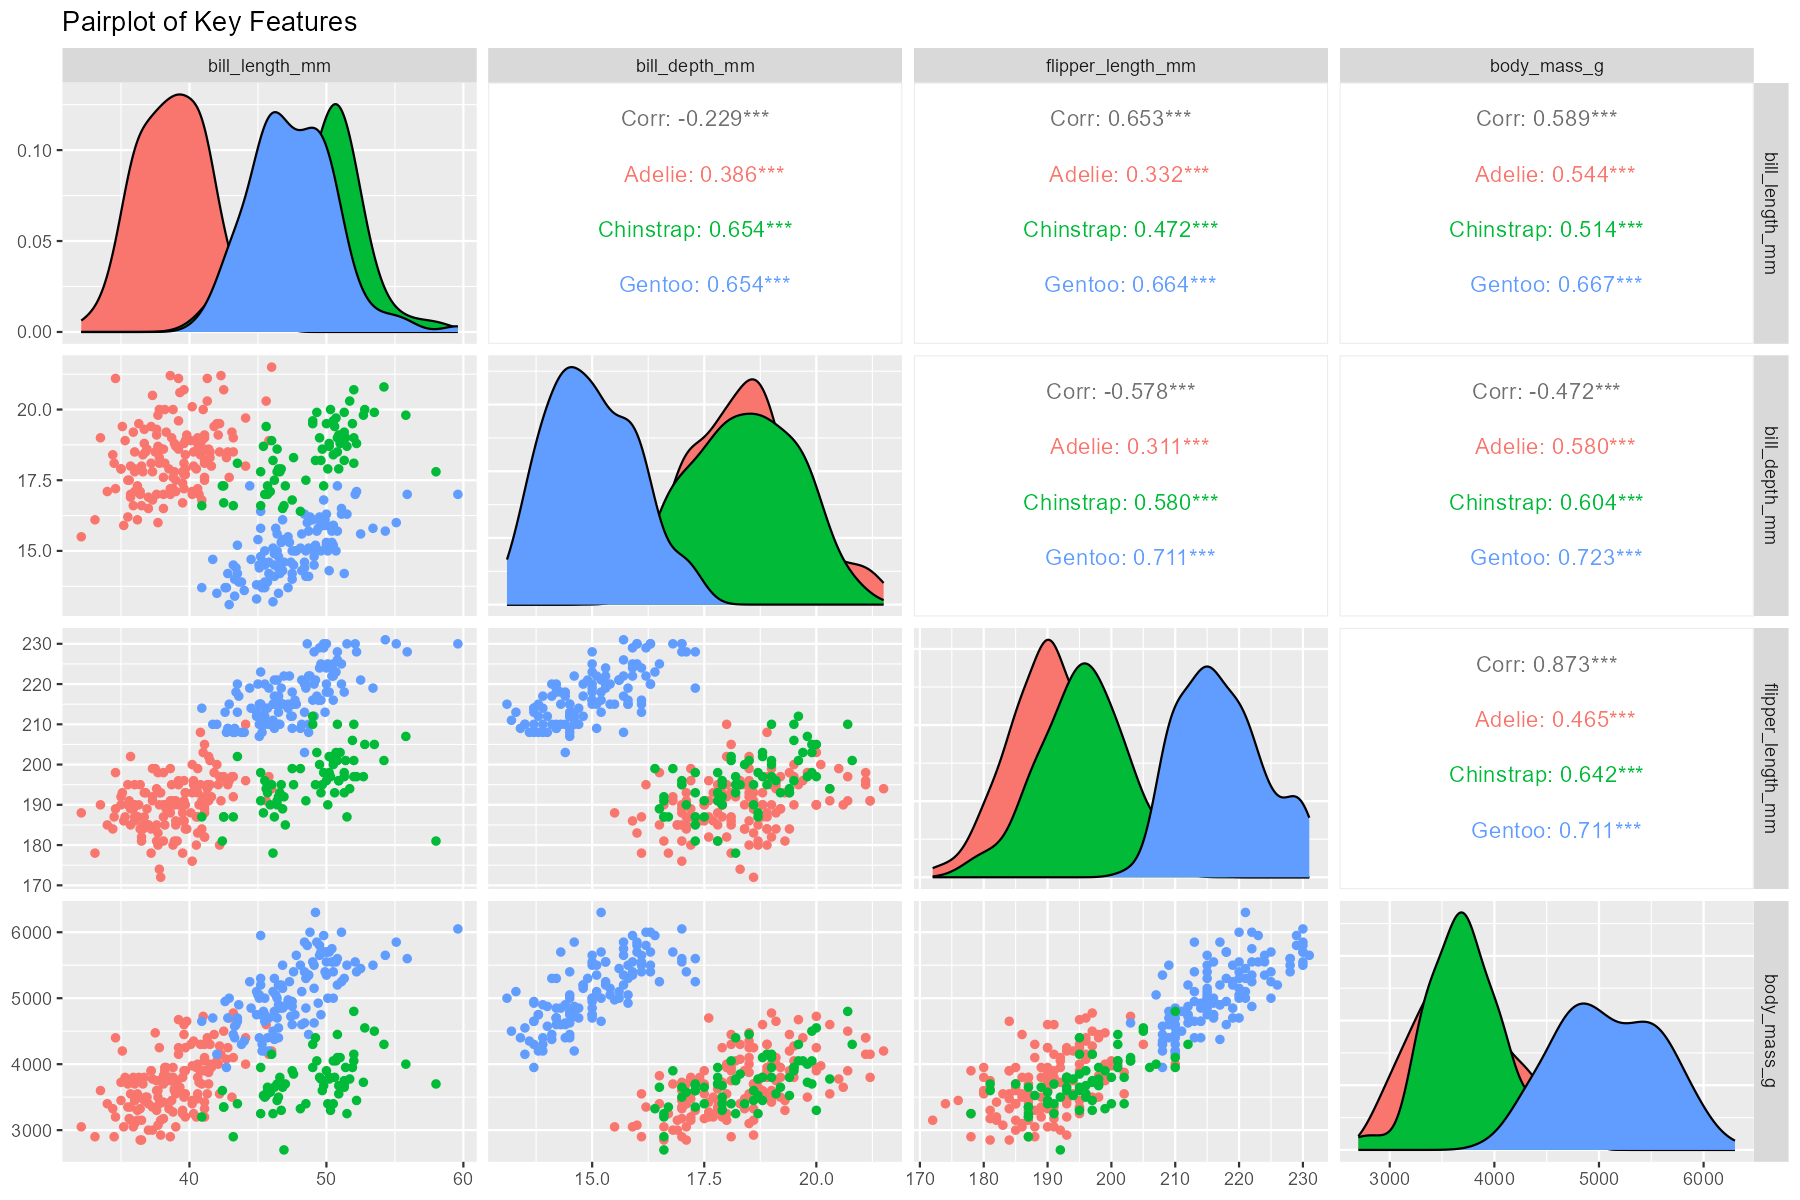 Pairplot of Key Features
bill_length_mm
bill_depth_mm
flipper_length_mm
body_mass_g
0.10
0.05
0.00
Corr: -0.229***
Adelie: 0.386***
Chinstrap: 0.654***
Gentoo: 0.654***
Corr: 0.653***
Adelie: 0.332***
Chinstrap: 0.472***
Gentoo: 0.664***
Corr: 0.589***
Adelie: 0.544***
Chinstrap: 0.514***
Gentoo: 0.667***
bill_length_mm
20.0
17.5
15.0
Corr: -0.578***
Adelie: 0.311***
Chinstrap: 0.580***
Gentoo: 0.711***
Corr: -0.472***
Adelie: 0.580***
Chinstrap: 0.604***
Gentoo: 0.723***
bill_depth_mm
230
220
210
200
190
180
170
Corr: 0.873***
Adelie: 0.465***
Chinstrap: 0.642***
Gentoo: 0.711***
flipper_length_mm
6000
5000
4000
3000
body_mass_g
40 50 60
15.0 17.5 20.0
170 180 190 200 210 220 230
3000 4000 5000 6000